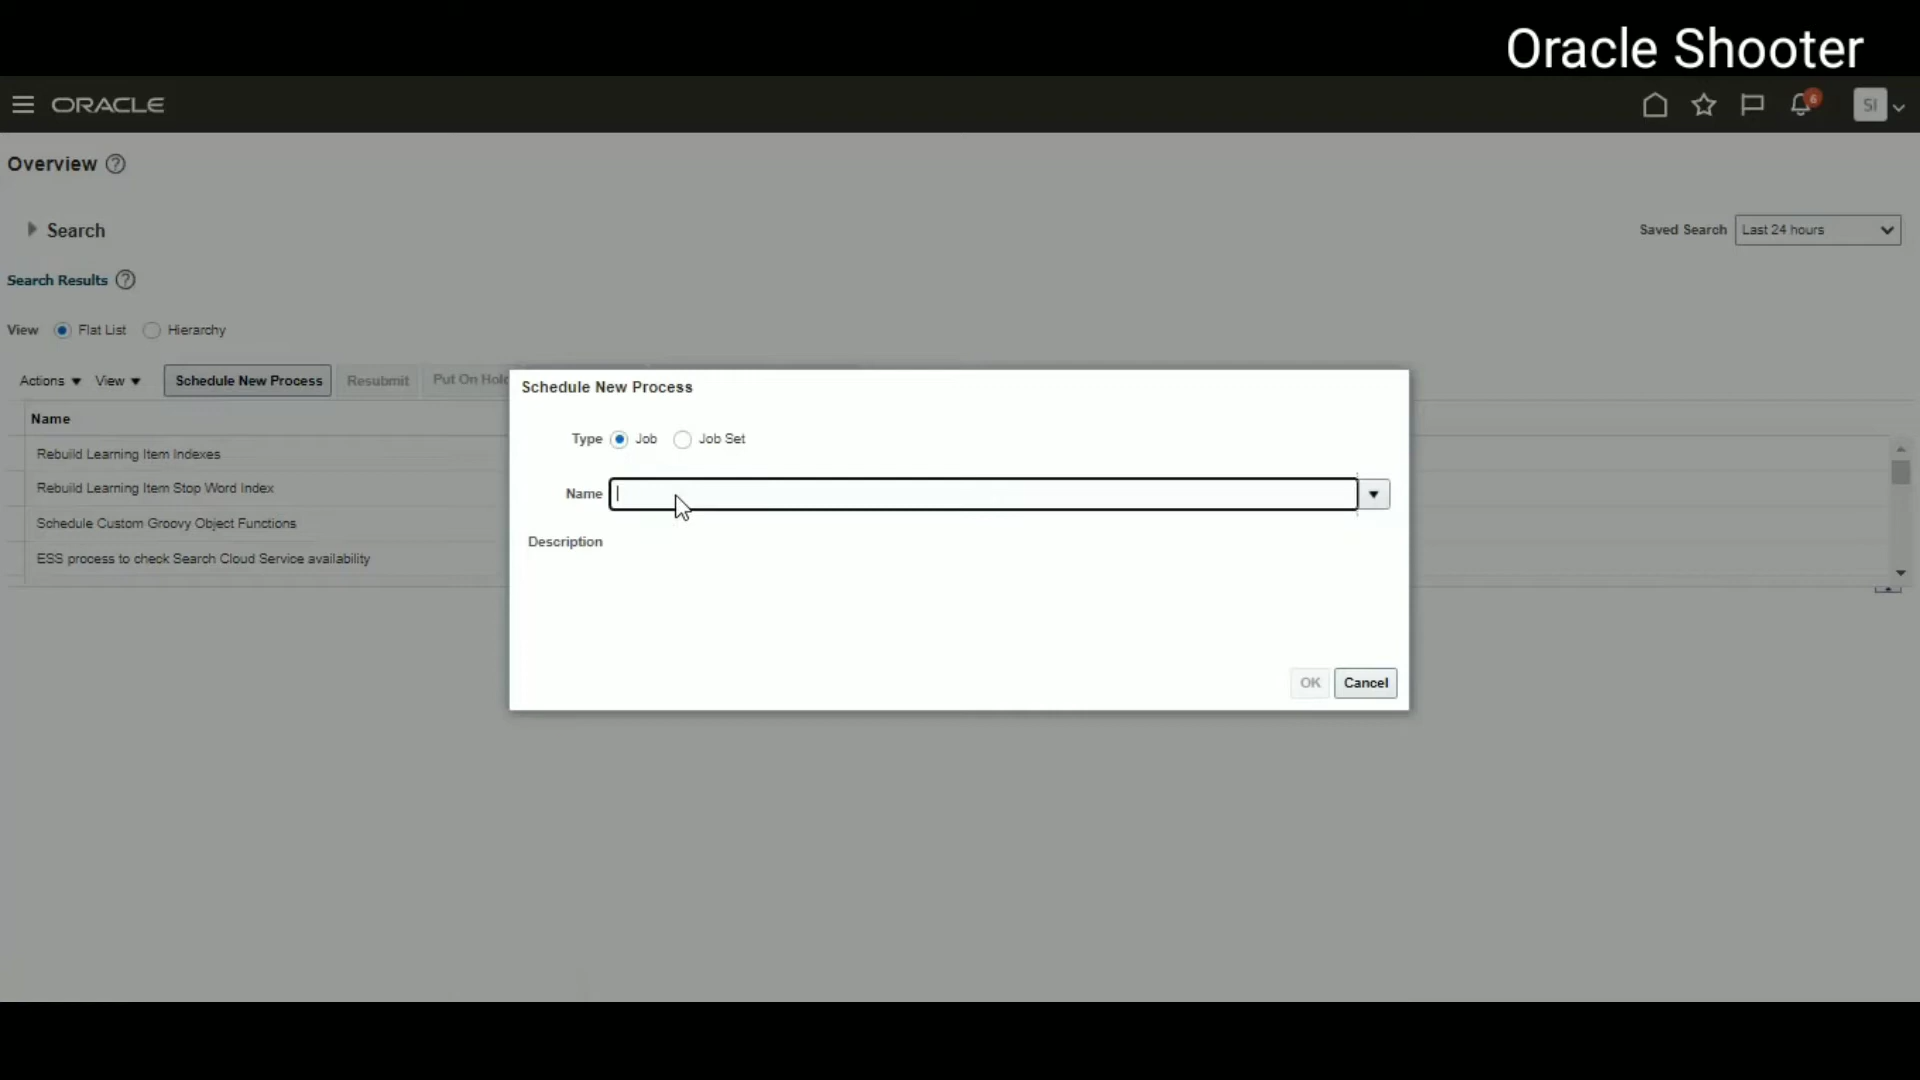 Oracle Shooter
ORACLE
6
SI
Overview
Search
Saved Search Last 24 hours
Search Results
View Flat List Hierarchy
Actions View Schedule New Process Resubmit Put On Hold
Name
Rebuild Learning Item Indexes
Rebuild Learning Item Stop Word Index
Schedule Custom Groovy Object Functions
ESS process to check Search Cloud Service availability
Schedule New Process
Type Job Job Set
Name
Description
OK Cancel